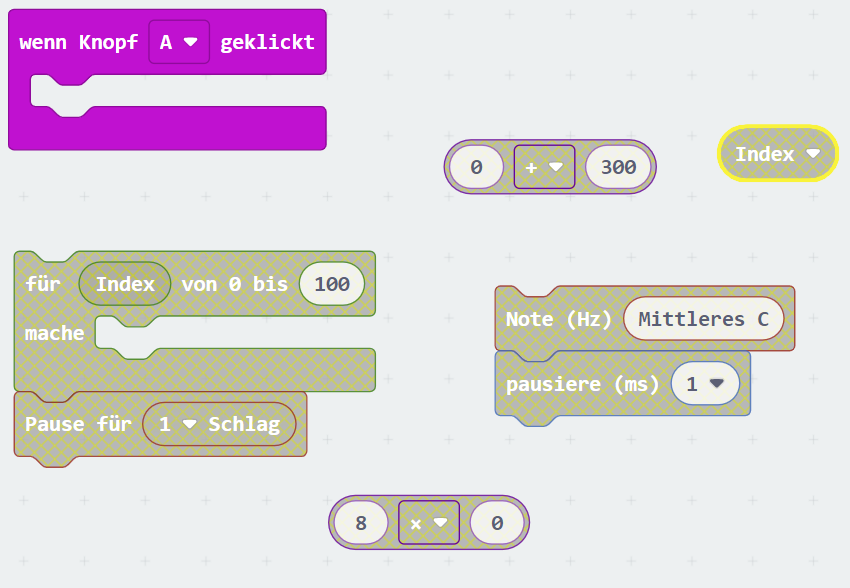 wenn Knopf A geklickt
0 + 300
Index
für Index von 0 bis 100
mache
Pause für 1 Schlag
Note (Hz) Mittleres C
pausiere (ms) 1
8 × 0